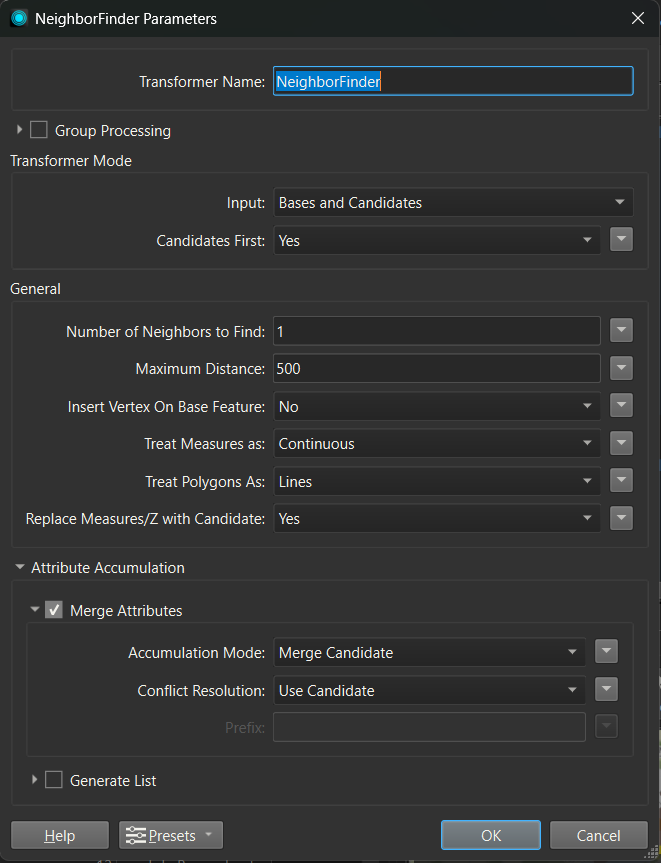 NeighborFinder Parameters
Transformer Name: NeighborFinder
Group Processing
Transformer Mode
Input: Bases and Candidates
Candidates First: Yes
General
Number of Neighbors to Find: 1
Maximum Distance: 500
Insert Vertex On Base Feature: No
Treat Measures as: Continuous
Treat Polygons As: Lines
Replace Measures/Z with Candidate: Yes
Attribute Accumulation
Merge Attributes
Accumulation Mode: Merge Candidate
Conflict Resolution: Use Candidate
Prefix:
Generate List
Help Presets OK Cancel